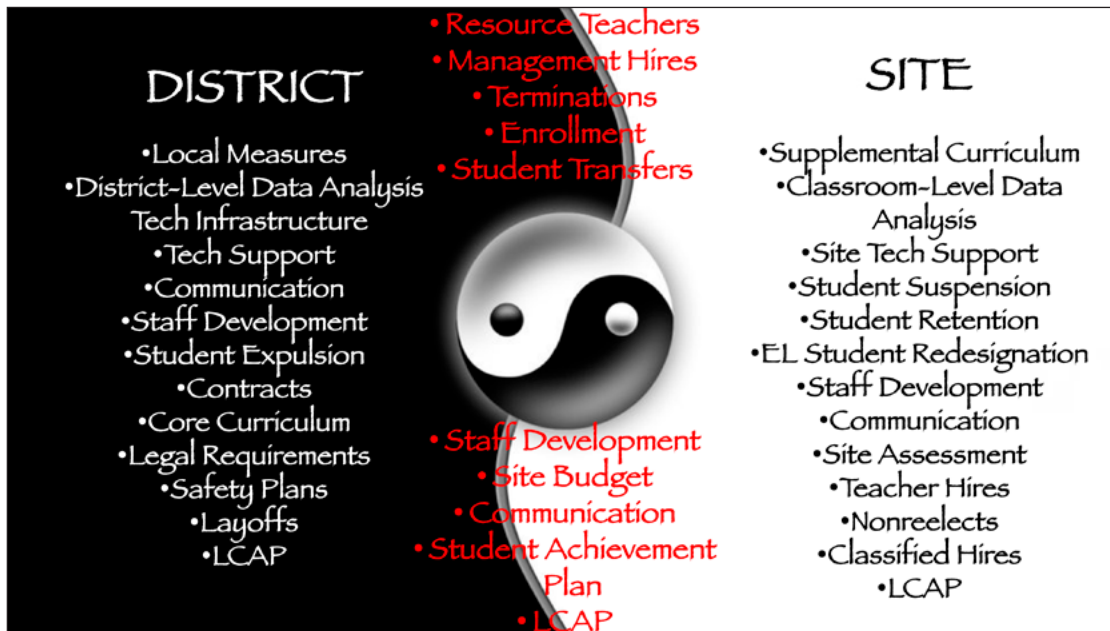 DISTRICT
•Local Measures
•District-Level Data Analysis
Tech Infrastructure
•Tech Support
•Communication
•Staff Development
•Student Expulsion
•Contracts
•Core Curriculum
•Legal Requirements
•Safety Plans
•Layoffs
•LCAP
• Resource Teachers
• Management Hires
• Terminations
• Enrollment
• Student Transfers
• Staff Development
• Site Budget
• Communication
• Student Achievement
Plan
• LCAP
SITE
•Supplemental Curriculum
•Classroom-Level Data
Analysis
•Site Tech Support
•Student Suspension
•Student Retention
•EL Student Redesignation
•Staff Development
•Communication
•Site Assessment
•Teacher Hires
•Nonreelects
•Classified Hires
•LCAP